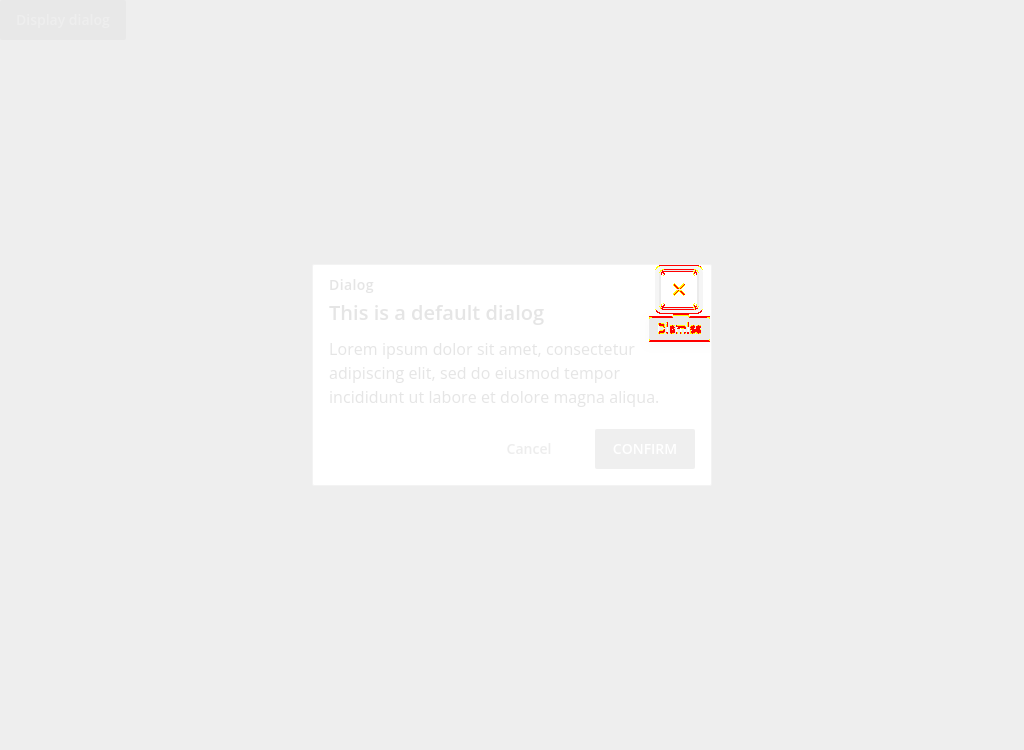 Display dialog
Dialog
This is a default dialog
Dismiss
Lorem ipsum dolor sit amet, consectetur
adipiscing elit, sed do eiusmod tempor
incididunt ut labore et dolore magna aliqua.
Cancel
CONFIRM